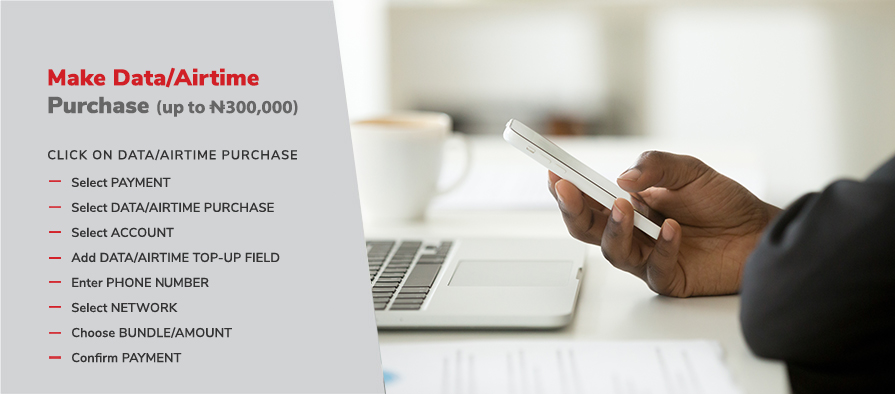 Make Data/Airtime
Purchase (up to ₦300,000)
CLICK ON DATA/AIRTIME PURCHASE
Select PAYMENT
Select DATA/AIRTIME PURCHASE
Select ACCOUNT
Add DATA/AIRTIME TOP-UP FIELD
Enter PHONE NUMBER
Select NETWORK
Choose BUNDLE/AMOUNT
Confirm PAYMENT